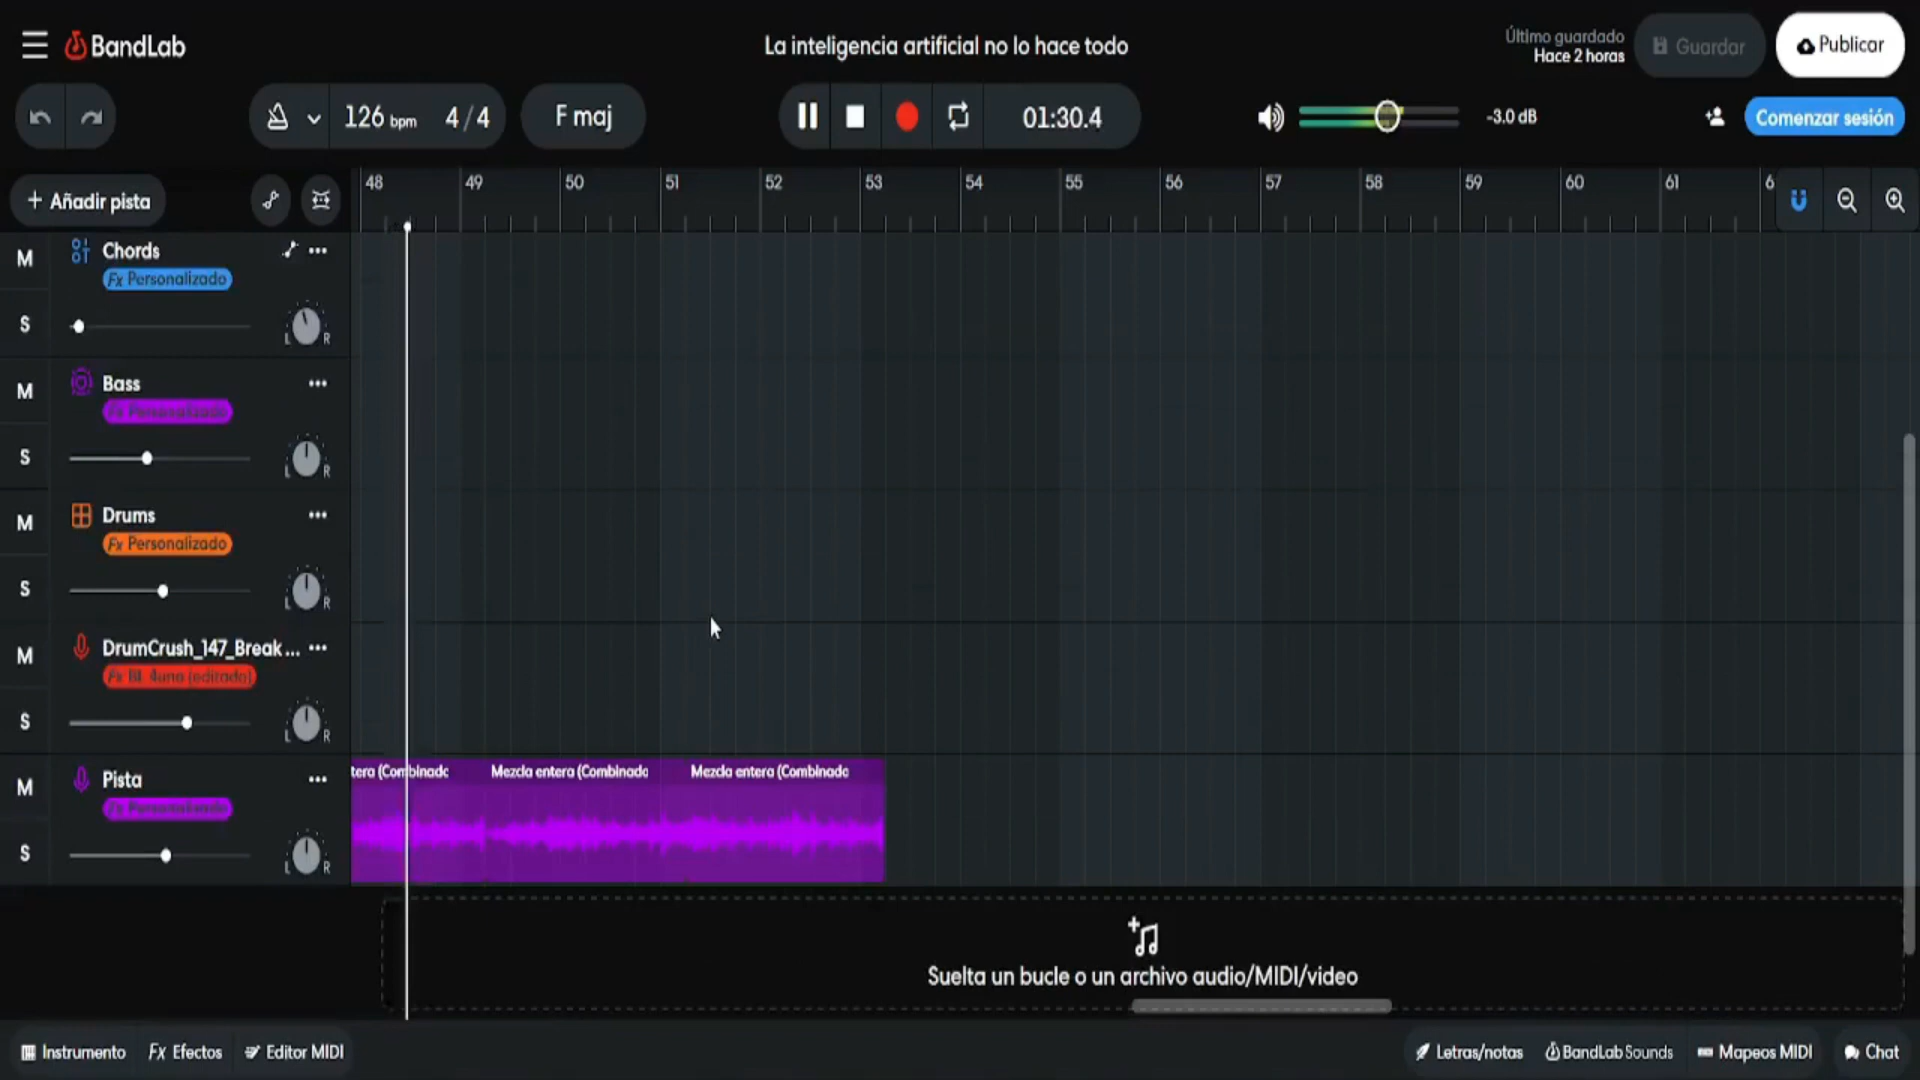 BandLab
La inteligencia artificial no lo hace todo
Último guardado
Hace 2 horas
Guardar
Publicar
126 bpm 4/4
F maj
01:30.4
-3.0 dB
Comenzar sesión
+ Añadir pista
48 49 50 51 52 53 54 55 56 57 58 59 60 61 6
M
Chords
Fx Personalizado
S
L R
M
Bass
Fx Personalizado
S
L R
M
Drums
Fx Personalizado
S
L R
M
DrumCrush_147_Break...
(editado)
S
L R
M
Pista
Fx Personalizado
S
L R
tera (Combinado
Mezcla entera (Combinado
Mezcla entera (Combinado
Suelta un bucle o un archivo audio/MIDI/video
Instrumento
Fx Efectos
Editor MIDI
Letras/notas
BandLab Sounds
Mapeos MIDI
Chat